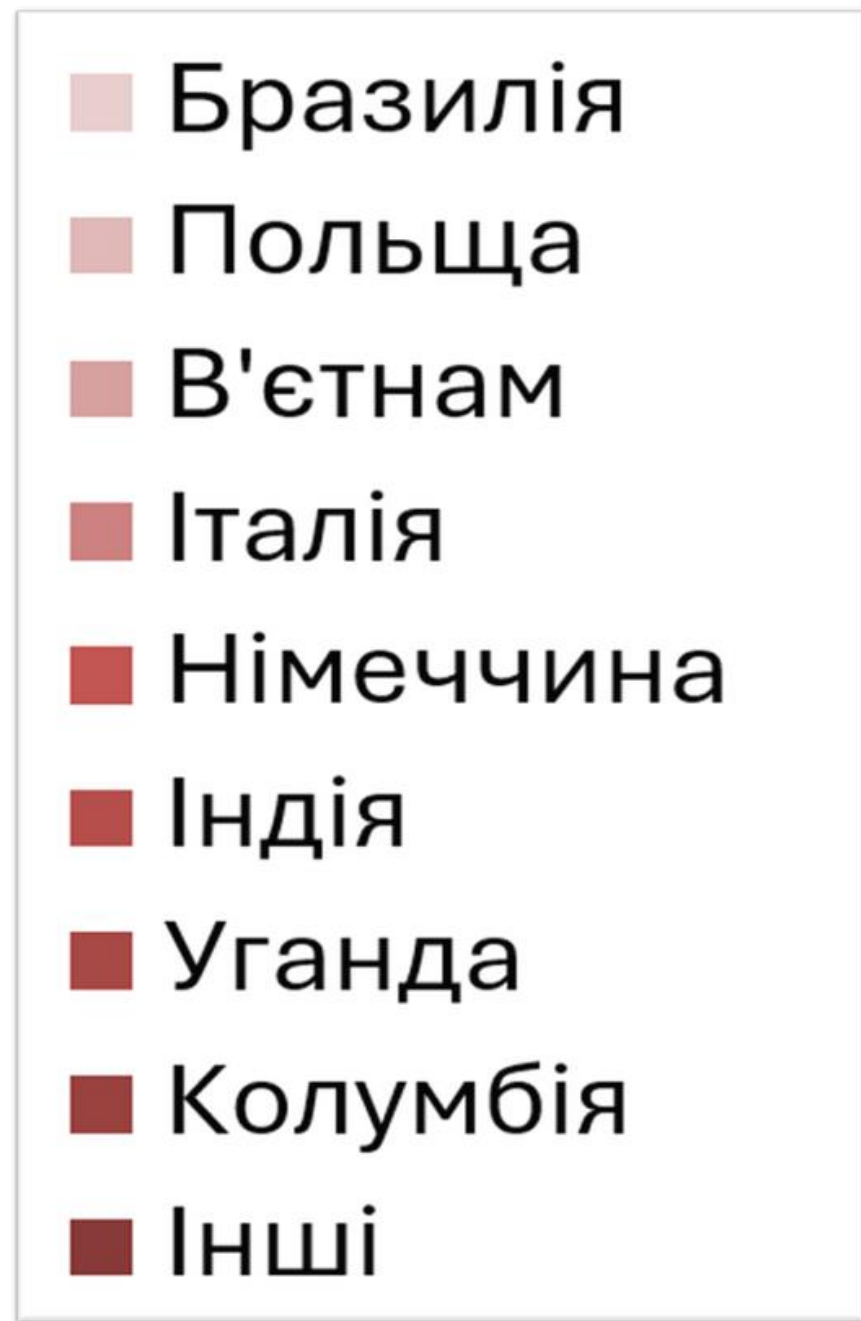 Бразилія
Польща
В'єтнам
Італія
Німеччина
Індія
Уганда
Колумбія
Інші